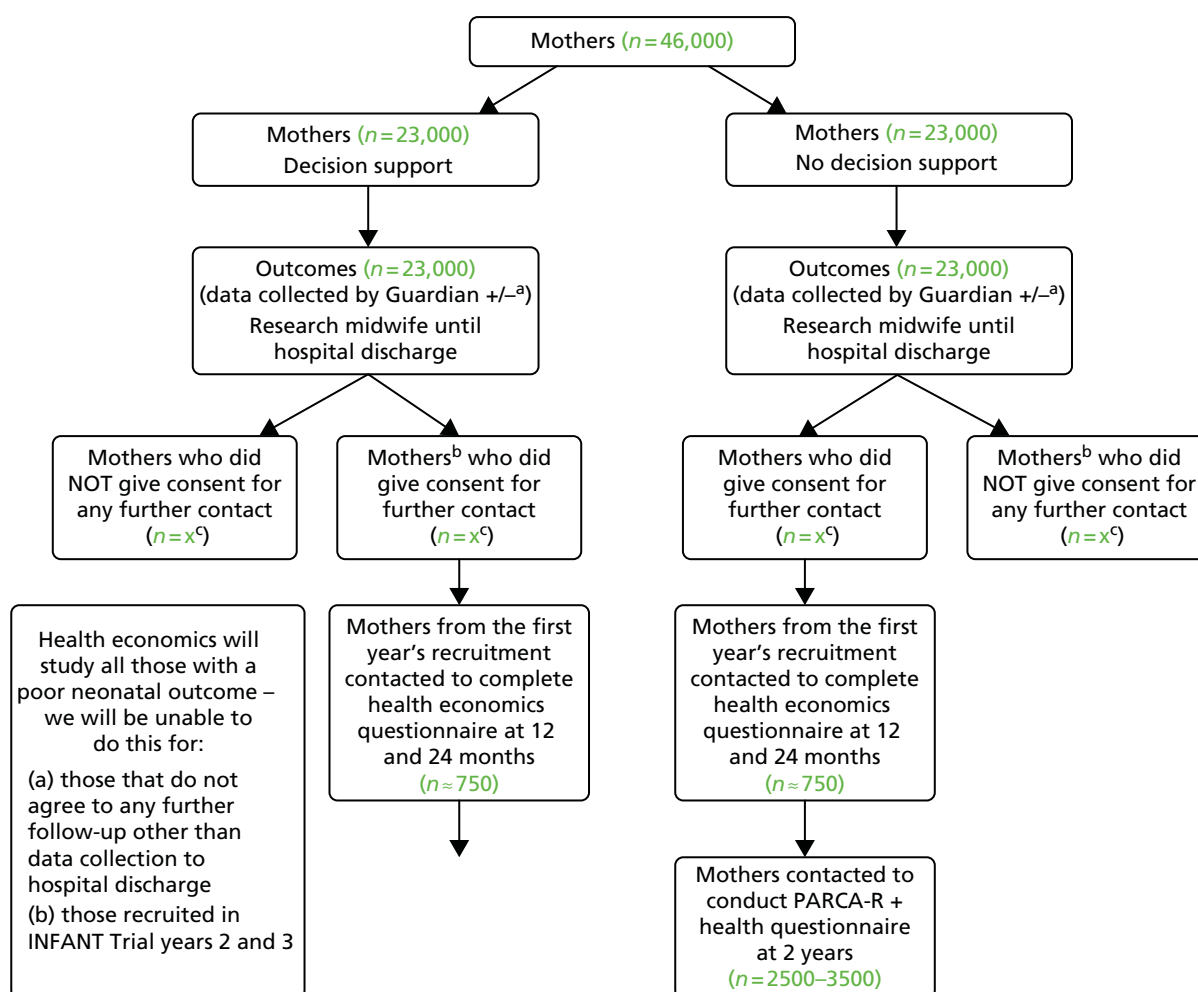 Mothers (n=46,000)
Mothers (n=23,000)
Decision support
Mothers (n=23,000)
No decision support
Outcomes (n=23,000)
(data collected by Guardian +/–a)
Research midwife until
hospital discharge
Outcomes (n=23,000)
(data collected by Guardian +/–a)
Research midwife until
hospital discharge
Mothers who did
NOT give consent for
any further contact
(n=xc)
Mothersb who did
give consent for
further contact
(n=xc)
Mothers who did
give consent for
further contact
(n=xc)
Mothersb who did
NOT give consent for
any further contact
(n=xc)
Health economics will
study all those with a
poor neonatal outcome –
we will be unable to
do this for:
(a) those that do not
agree to any further
follow-up other than
data collection to
hospital discharge
(b) those recruited in
INFANT Trial years 2 and 3
Mothers from the first
year's recruitment
contacted to complete
health economics
questionnaire at 12
and 24 months
(n≈750)
Mothers from the first
year's recruitment
contacted to complete
health economics
questionnaire at 12
and 24 months
(n≈750)
Mothers contacted to
conduct PARCA-R +
health questionnaire
at 2 years
(n=2500–3500)